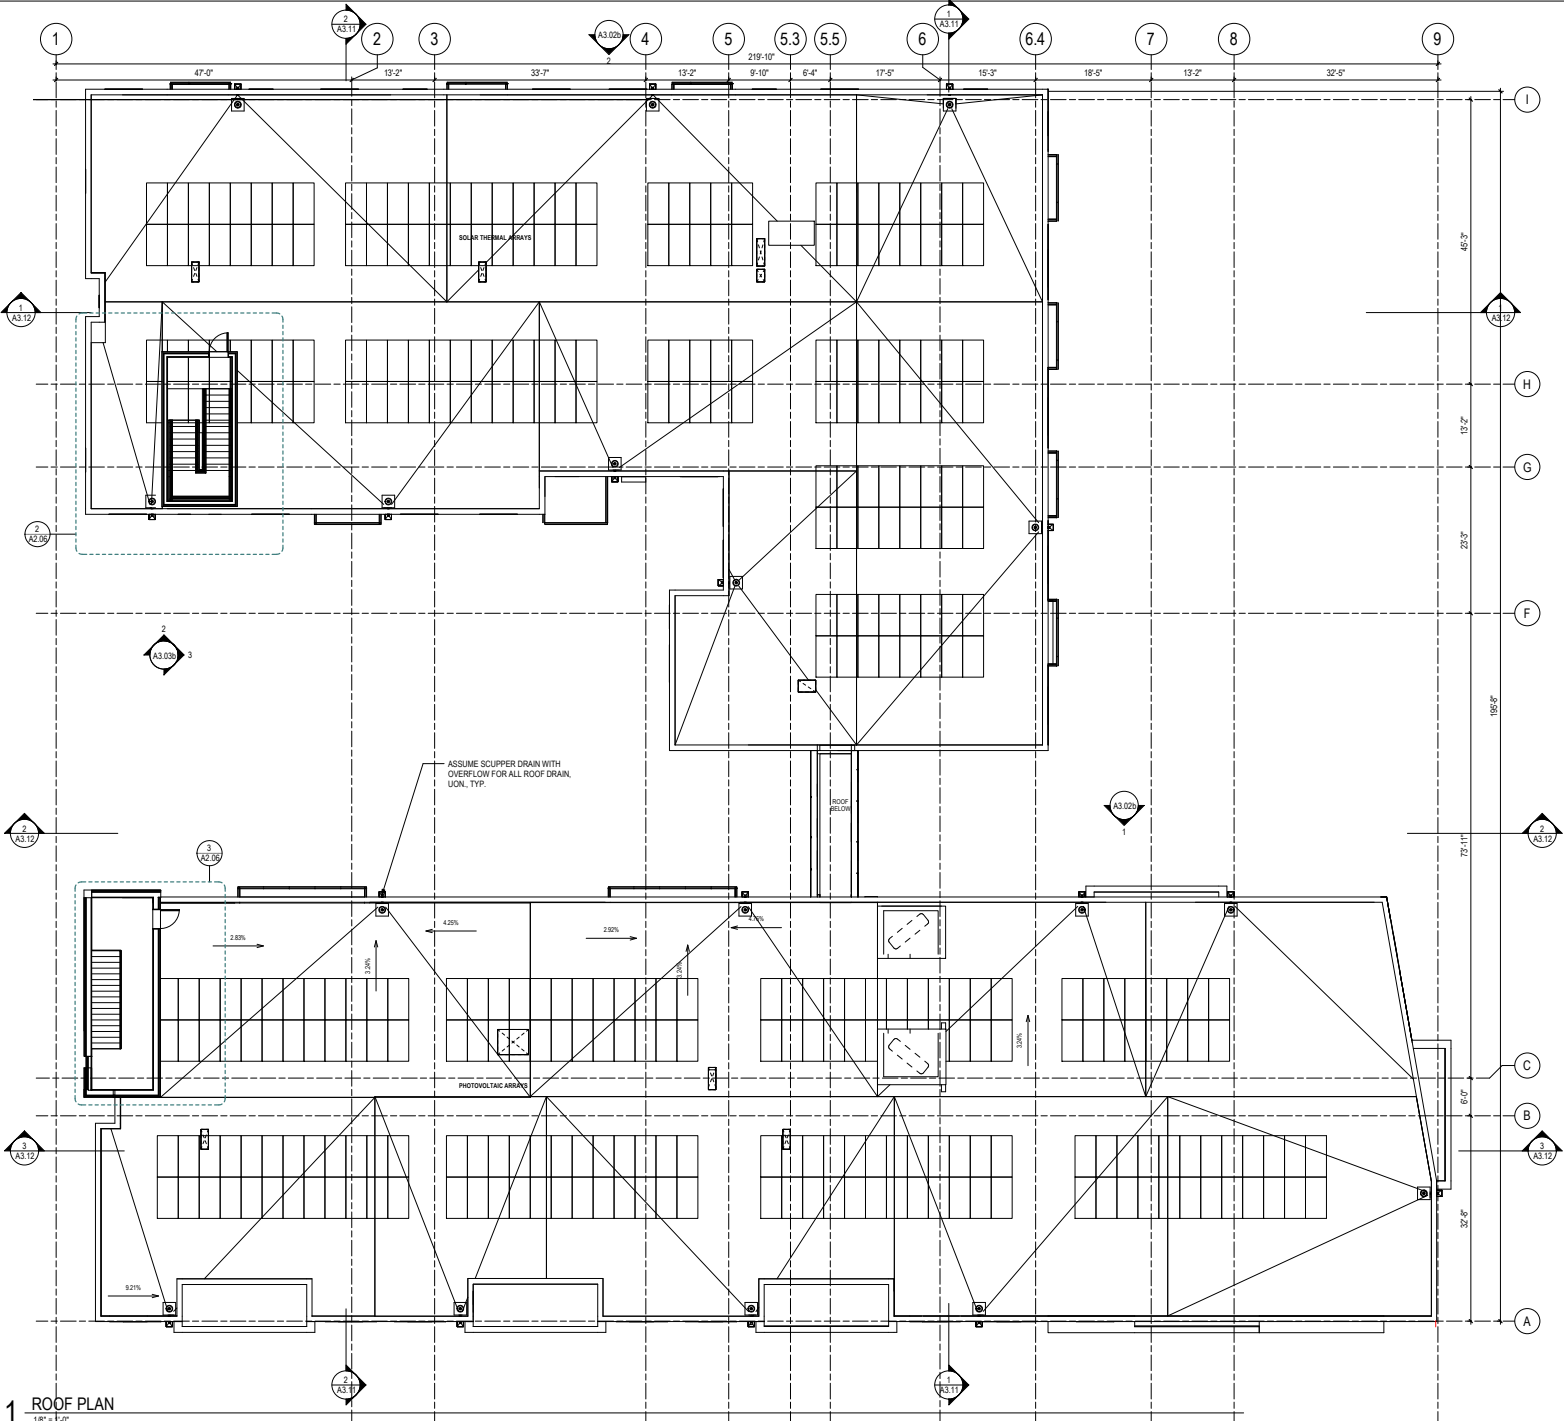 2
A3.11
1
A3.11
1
2
3
A3.02b
2
4
5
5.3
5.5
6
6.4
7
8
9
219'-10"
47'-0"
13'-2"
33'-7"
13'-2"
9'-10"
6'-4"
17'-5"
15'-3"
18'-5"
13'-2"
32'-5"
I
45'-3"
SOLAR THERMAL ARRAYS
1
A3.12
1
A3.12
H
13'-2"
G
2
A2.06
23'-3"
F
2
A3.03b
3
195'-8"
ASSUME SCUPPER DRAIN WITH
OVERFLOW FOR ALL ROOF DRAIN,
UON., TYP.
ROOF
BELOW
A3.02b
1
2
A3.12
2
A3.12
73'-11"
3
A2.06
2.83%
4.25%
2.92%
4.76%
3.24%
3.24%
3.24%
PHOTOVOLTAIC ARRAYS
C
6'-0"
B
3
A3.12
3
A3.12
32'-8"
9.21%
A
2
A3.11
1
A3.11
1 ROOF PLAN
1/8" = 1'-0"